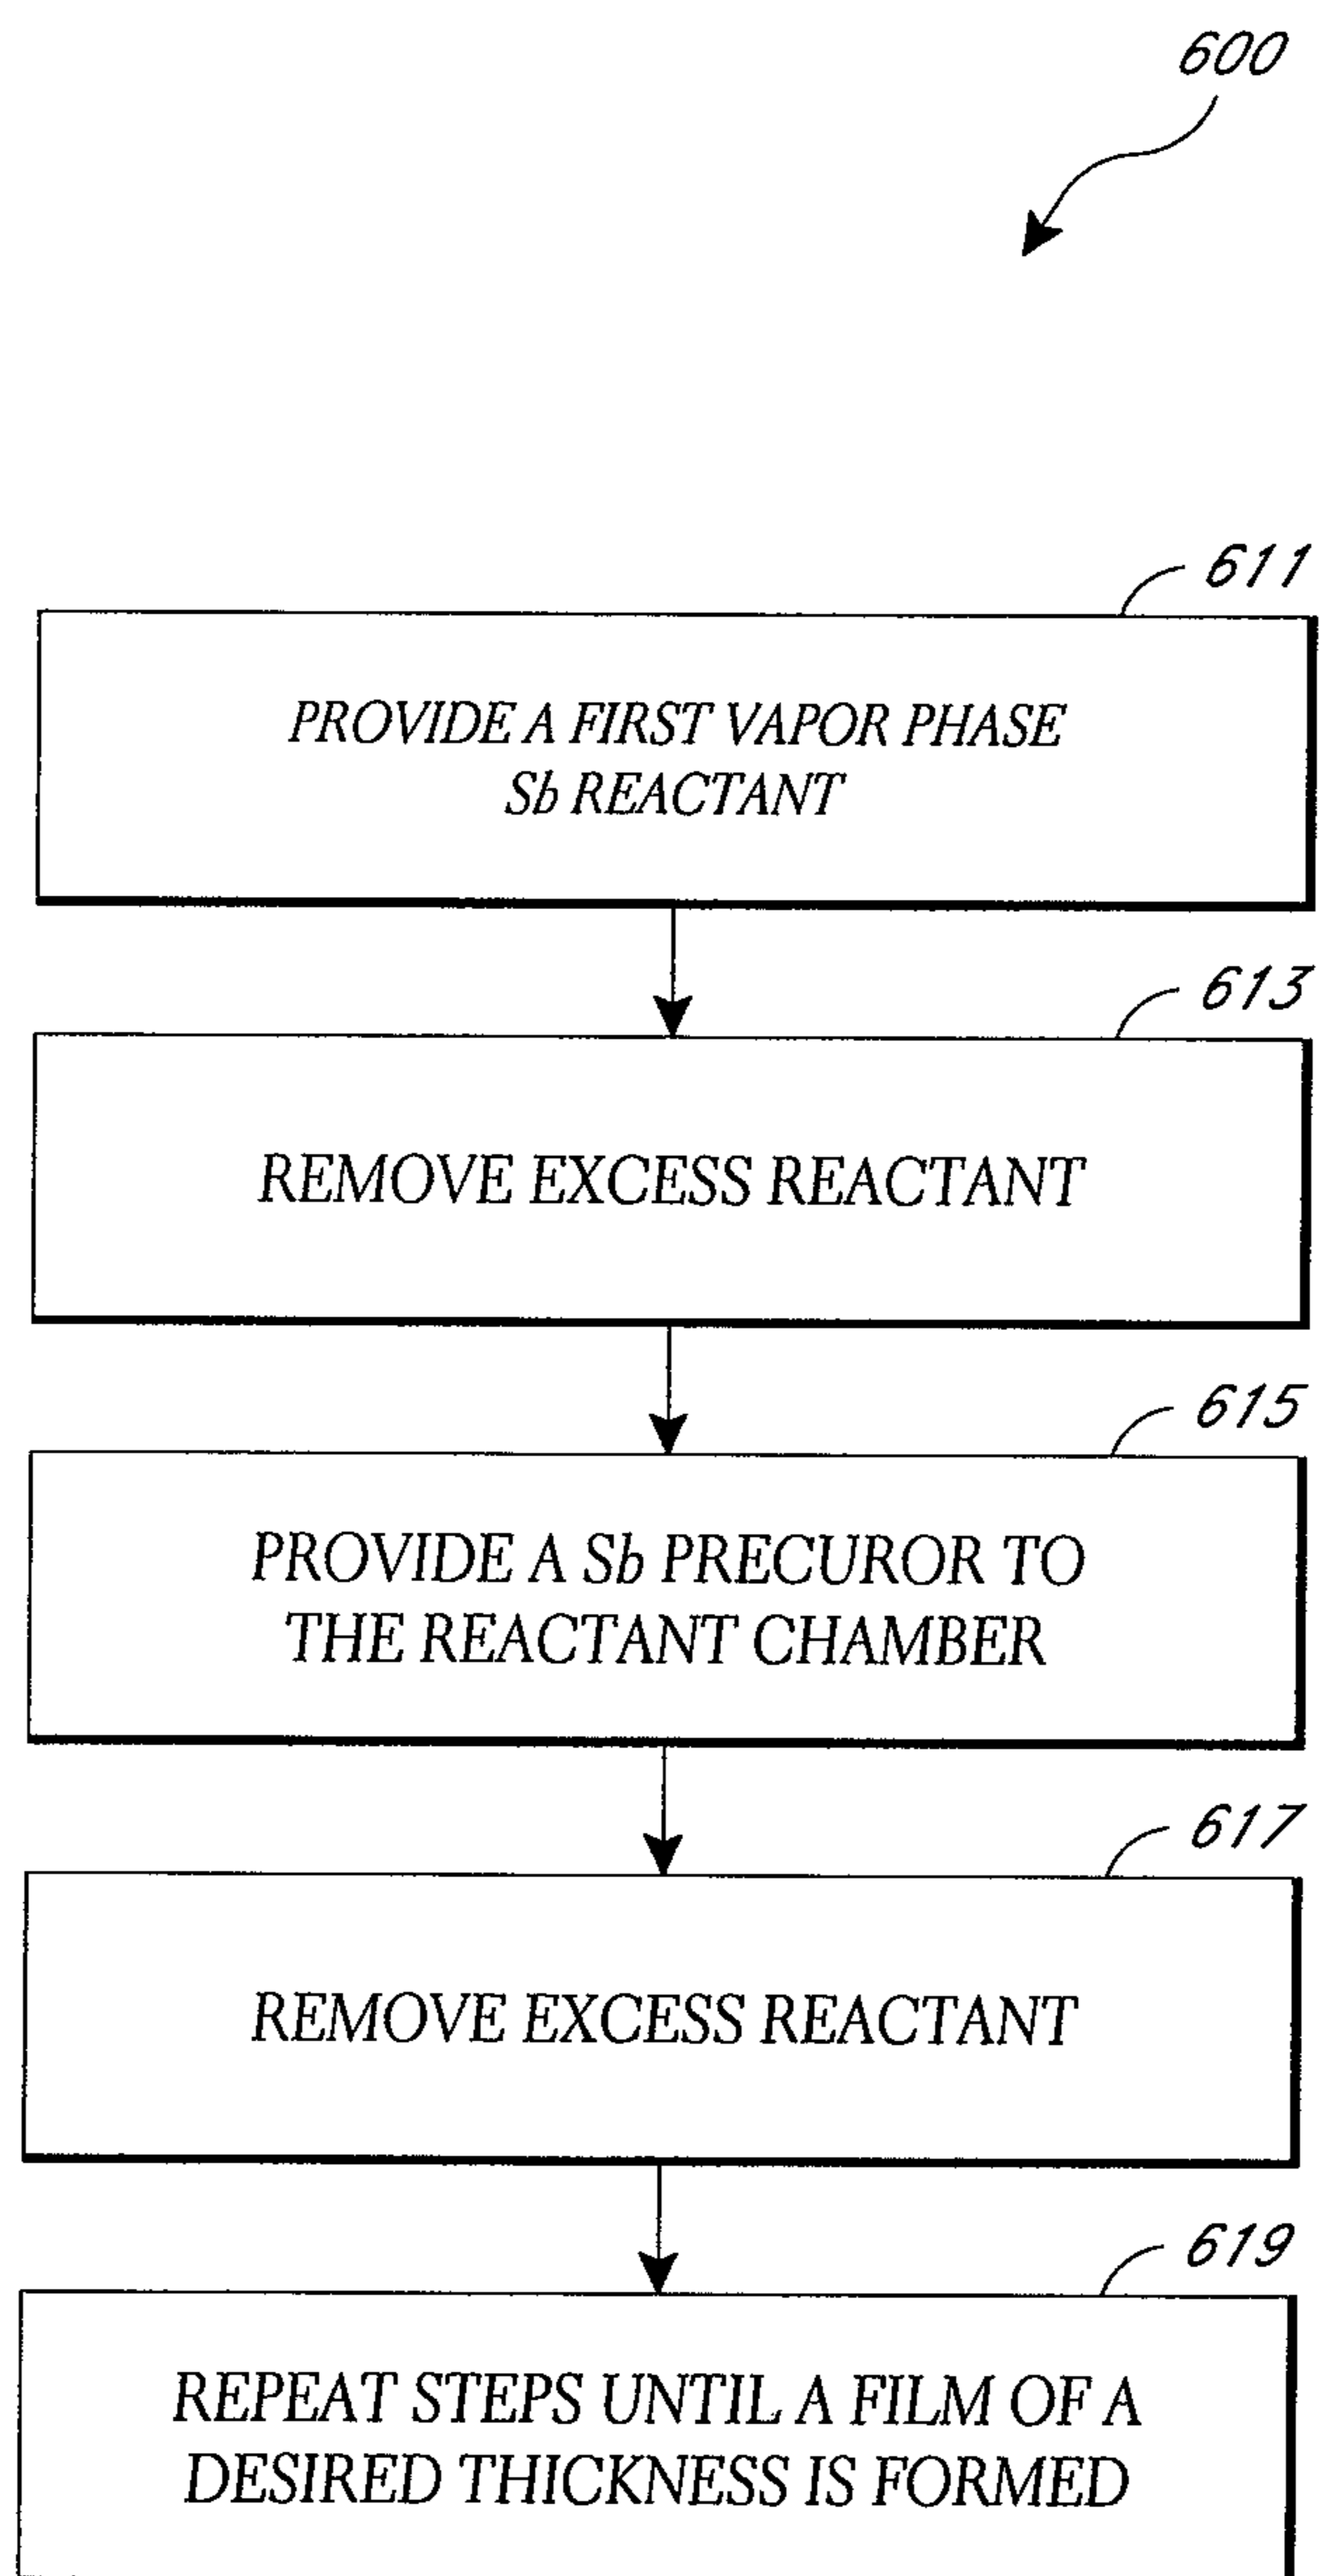 600
611
PROVIDE A FIRST VAPOR PHASE
Sb REACTANT
613
REMOVE EXCESS REACTANT
615
PROVIDE A Sb PRECUROR TO
THE REACTANT CHAMBER
617
REMOVE EXCESS REACTANT
619
REPEAT STEPS UNTIL A FILM OF A
DESIRED THICKNESS IS FORMED